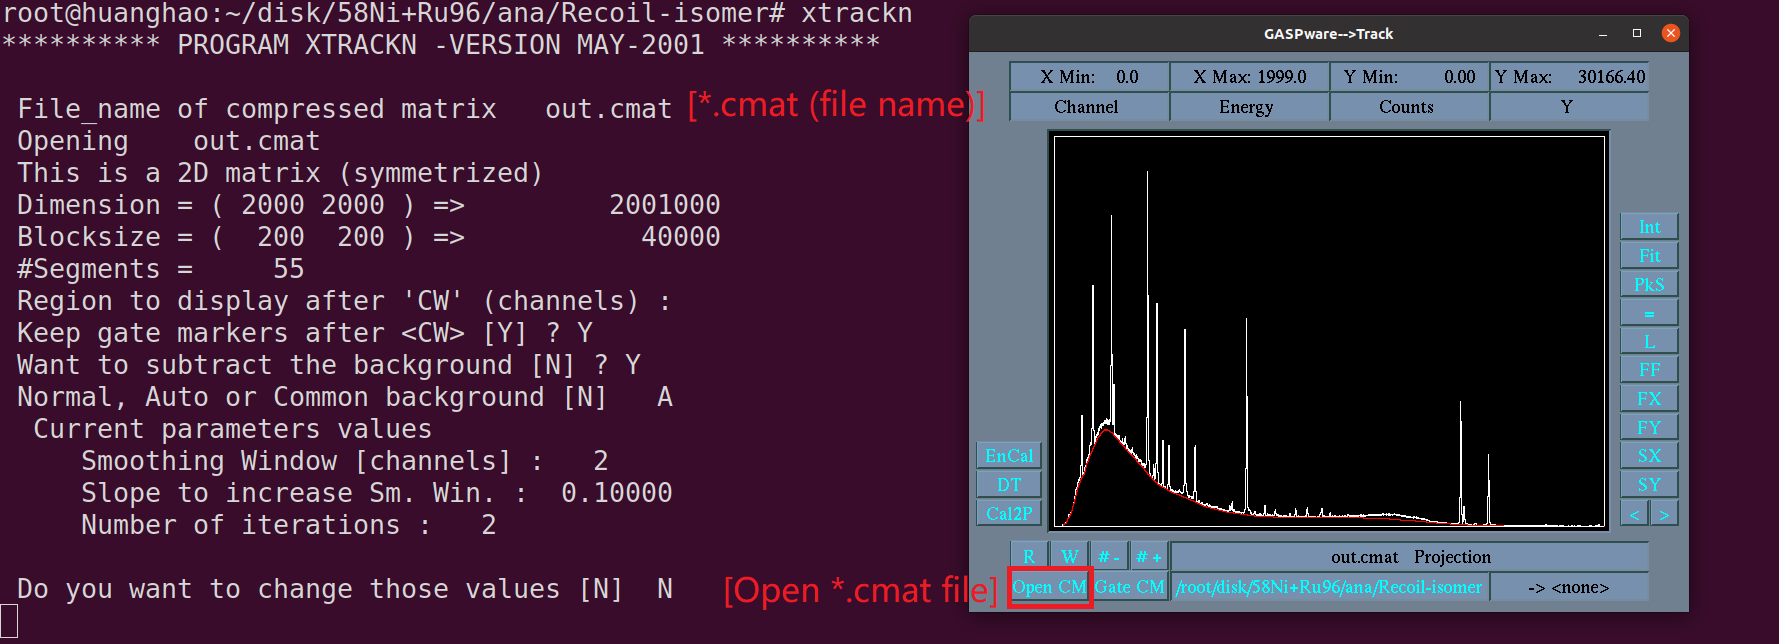 root@huanghao:~/disk/58Ni+Ru96/ana/Recoil-isomer# xtrackn
********** PROGRAM XTRACKN -VERSION MAY-2001 **********
File_name of compressed matrix   out.cmat
[*.cmat (file name)]
Opening    out.cmat
This is a 2D matrix (symmetrized)
Dimension = ( 2000 2000 ) =>         2001000
Blocksize = (  200  200 ) =>           40000
#Segments =     55
Region to display after 'CW' (channels) :
Keep gate markers after <CW> [Y] ? Y
Want to subtract the background [N] ? Y
Normal, Auto or Common background [N]   A
Current parameters values
Smoothing Window [channels] :   2
Slope to increase Sm. Win. :  0.10000
Number of iterations :   2
Do you want to change those values [N]  N
[Open *.cmat file]
GASPware-->Track
X Min: 0.0
X Max: 1999.0
Y Min: 0.00
Y Max: 30166.40
Channel
Energy
Counts
Y
Int
Fit
PkS
=
L
FF
FX
FY
SX
SY
<
>
EnCal
DT
Cal2P
R
W
# -
# +
out.cmat   Projection
Open CM
Gate CM
/root/disk/58Ni+Ru96/ana/Recoil-isomer
-> <none>